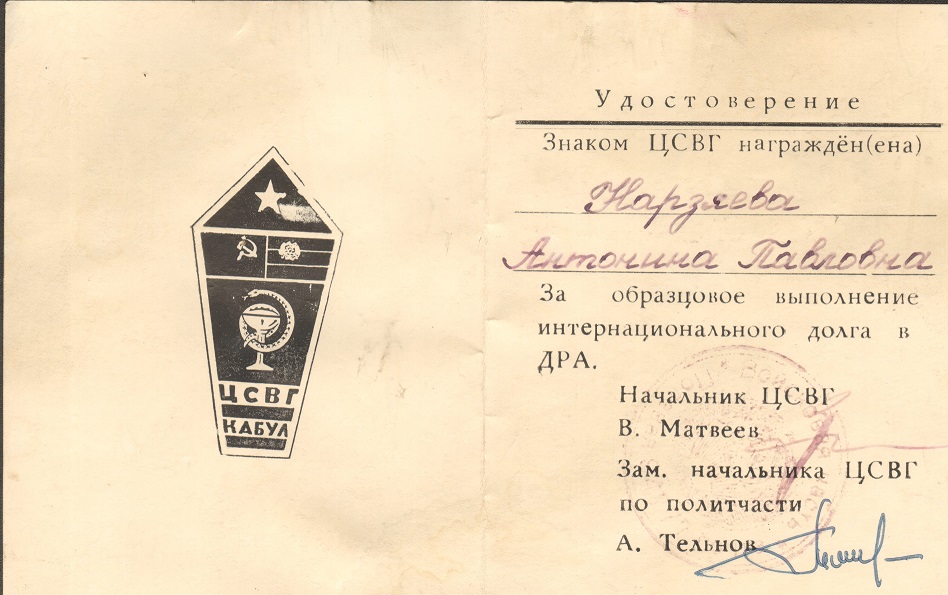 ЦСВГ
КАБУЛ
Удостоверение
Знаком ЦСВГ награждён(ена)
Нарзяева
Антонина Павловна
За образцовое выполнение
интернационального долга в
ДРА.
Начальник ЦСВГ
В. Матвеев
Зам. начальника ЦСВГ
по политчасти
А. Тельнов